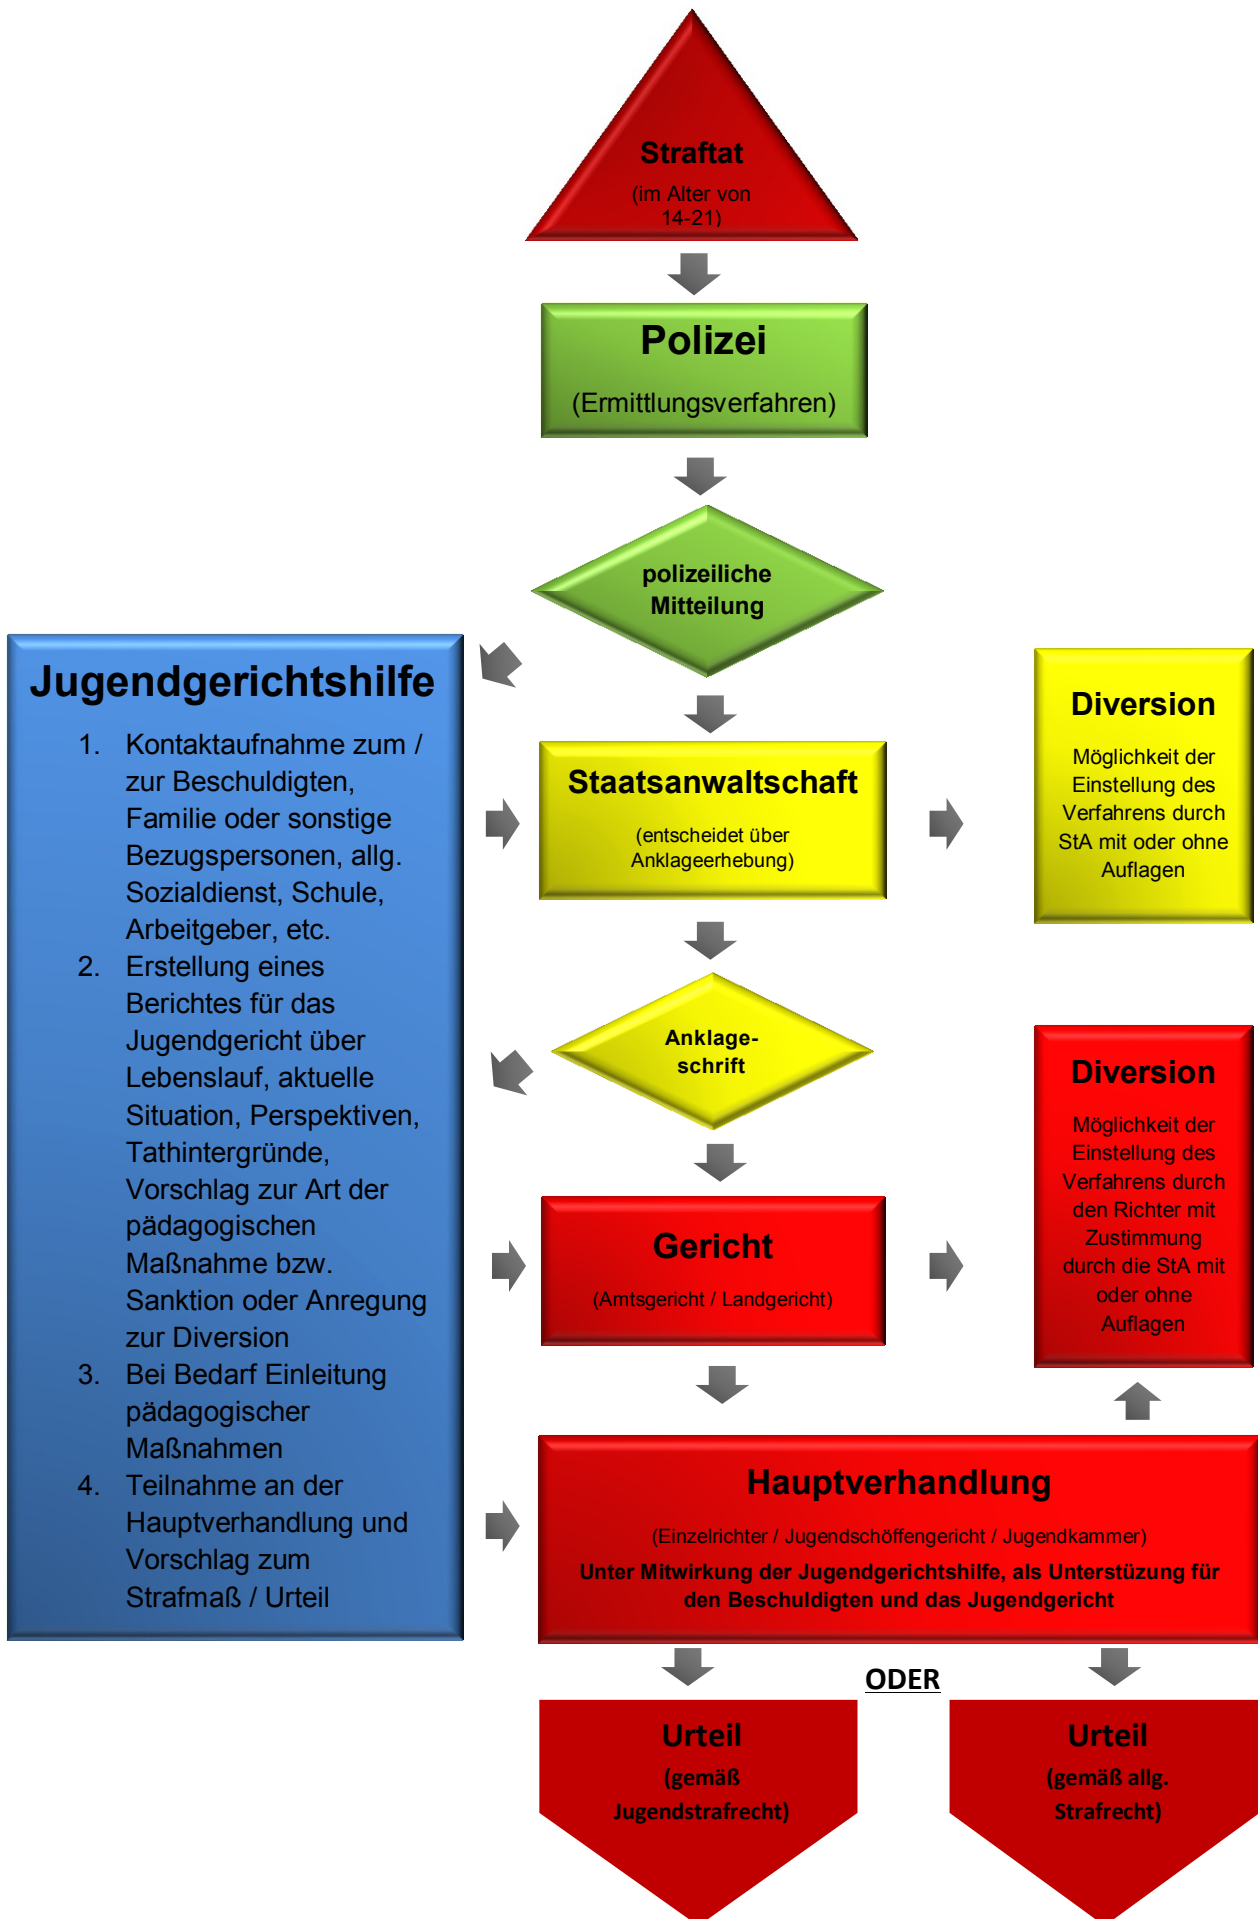 Straftat
(im Alter von
14-21)
Polizei
(Ermittlungsverfahren)
polizeiliche
Mitteilung
Jugendgerichtshilfe
1. Kontaktaufnahme zum /
zur Beschuldigten,
Familie oder sonstige
Bezugspersonen, allg.
Sozialdienst, Schule,
Arbeitgeber, etc.
2. Erstellung eines
Berichtes für das
Jugendgericht über
Lebenslauf, aktuelle
Situation, Perspektiven,
Tathintergründe,
Vorschlag zur Art der
pädagogischen
Maßnahme bzw.
Sanktion oder Anregung
zur Diversion
3. Bei Bedarf Einleitung
pädagogischer
Maßnahmen
4. Teilnahme an der
Hauptverhandlung und
Vorschlag zum
Strafmaß / Urteil
Staatsanwaltschaft
(entscheidet über
Anklageerhebung)
Diversion
Möglichkeit der
Einstellung des
Verfahrens durch
StA mit oder ohne
Auflagen
Anklage-
schrift
Gericht
(Amtsgericht / Landgericht)
Diversion
Möglichkeit der
Einstellung des
Verfahrens durch
den Richter mit
Zustimmung
durch die StA mit
oder ohne
Auflagen
Hauptverhandlung
(Einzelrichter / Jugendschöffengericht / Jugendkammer)
Unter Mitwirkung der Jugendgerichtshilfe, als Unterstüzung für
den Beschuldigten und das Jugendgericht
ODER
Urteil
(gemäß
Jugendstrafrecht)
Urteil
(gemäß allg.
Strafrecht)